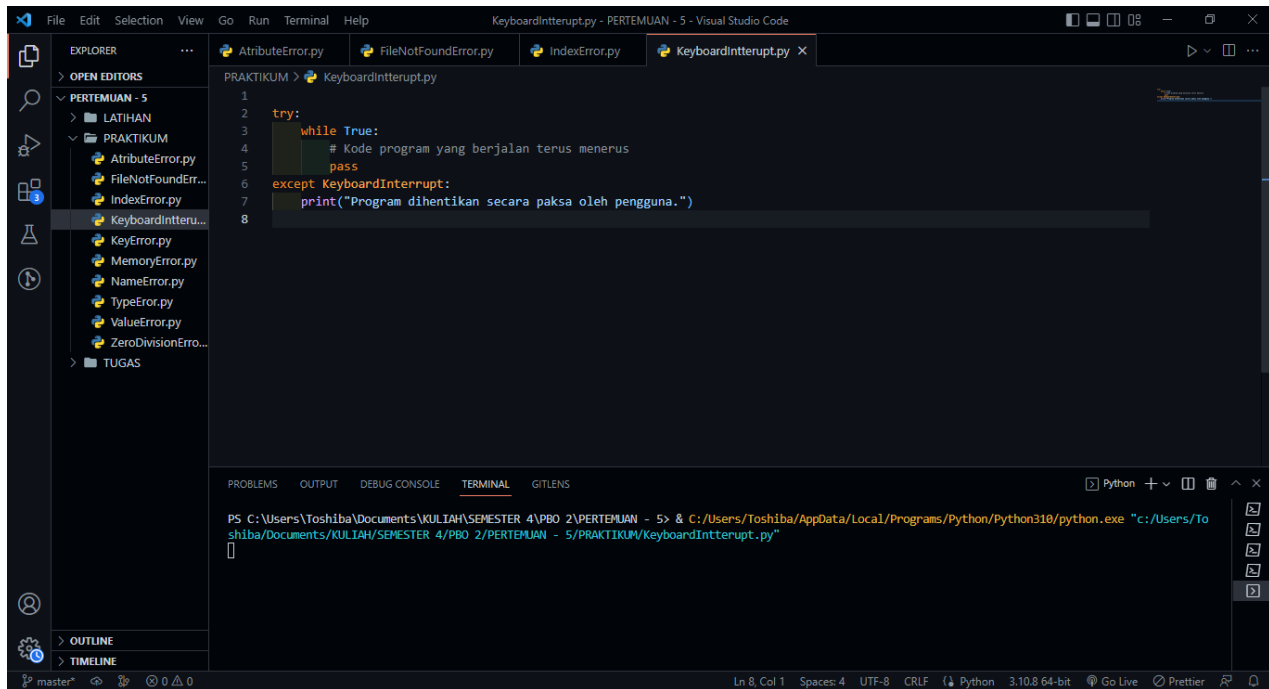 File Edit Selection View Go Run Terminal Help KeyboardIntterupt.py - PERTEMUAN - 5 - Visual Studio Code
EXPLORER ...
AtributeError.py FileNotFoundError.py IndexError.py KeyboardIntterupt.py
OPEN EDITORS
PERTEMUAN - 5
LATIHAN
PRAKTIKUM
AtributeError.py
FileNotFoundErr...
IndexError.py
KeyboardIntteru...
KeyError.py
MemoryError.py
NameError.py
TypeEror.py
ValueError.py
ZeroDivisionErro...
TUGAS
OUTLINE
TIMELINE
3
PRAKTIKUM > KeyboardIntterupt.py
1
2 try:
3 while True:
4 # Kode program yang berjalan terus menerus
5 pass
6 except KeyboardInterrupt:
7 print("Program dihentikan secara paksa oleh pengguna.")
8
PROBLEMS OUTPUT DEBUG CONSOLE TERMINAL GITLENS Python
PS C:\Users\Toshiba\Documents\KULIAH\SEMESTER 4\PBO 2\PERTEMUAN - 5> & C:/Users/Toshiba/AppData/Local/Programs/Python/Python310/python.exe "c:/Users/To
shiba/Documents/KULIAH/SEMESTER 4/PBO 2/PERTEMUAN - 5/PRAKTIKUM/KeyboardIntterupt.py"
master* 0 0 Ln 8, Col 1 Spaces: 4 UTF-8 CRLF Python 3.10.8 64-bit Go Live Prettier